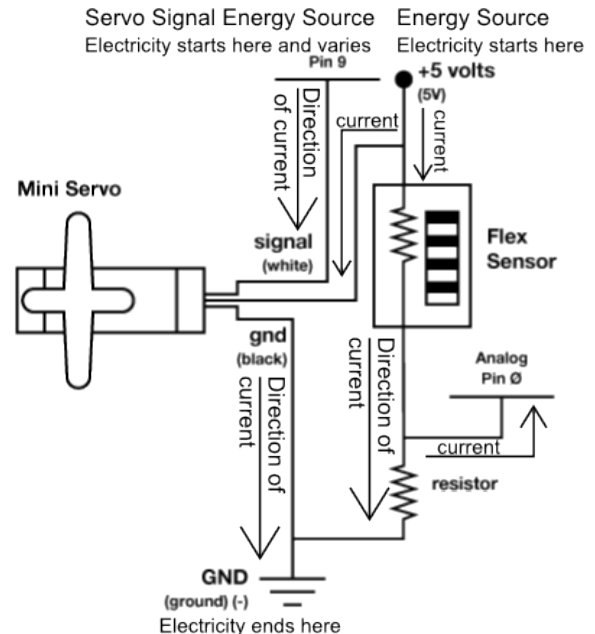 Servo Signal Energy Source
Electricity starts here and varies
Energy Source
Electricity starts here
Pin 9
+5 volts
(5V)
Direction
of current
current
current
Mini Servo
signal
(white)
Flex
Sensor
gnd
(black)
Direction of
current
Direction of
current
Analog
Pin Ø
current
resistor
GND
(ground) (-)
Electricity ends here